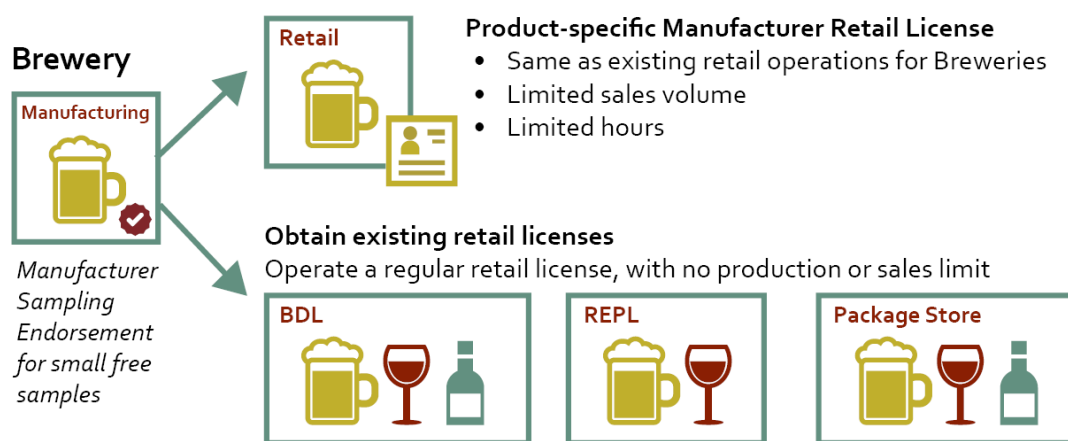 Brewery
Manufacturing
Manufacturer
Sampling
Endorsement
for small free
samples
Retail
Product-specific Manufacturer Retail License
• Same as existing retail operations for Breweries
• Limited sales volume
• Limited hours
Obtain existing retail licenses
Operate a regular retail license, with no production or sales limit
BDL
REPL
Package Store